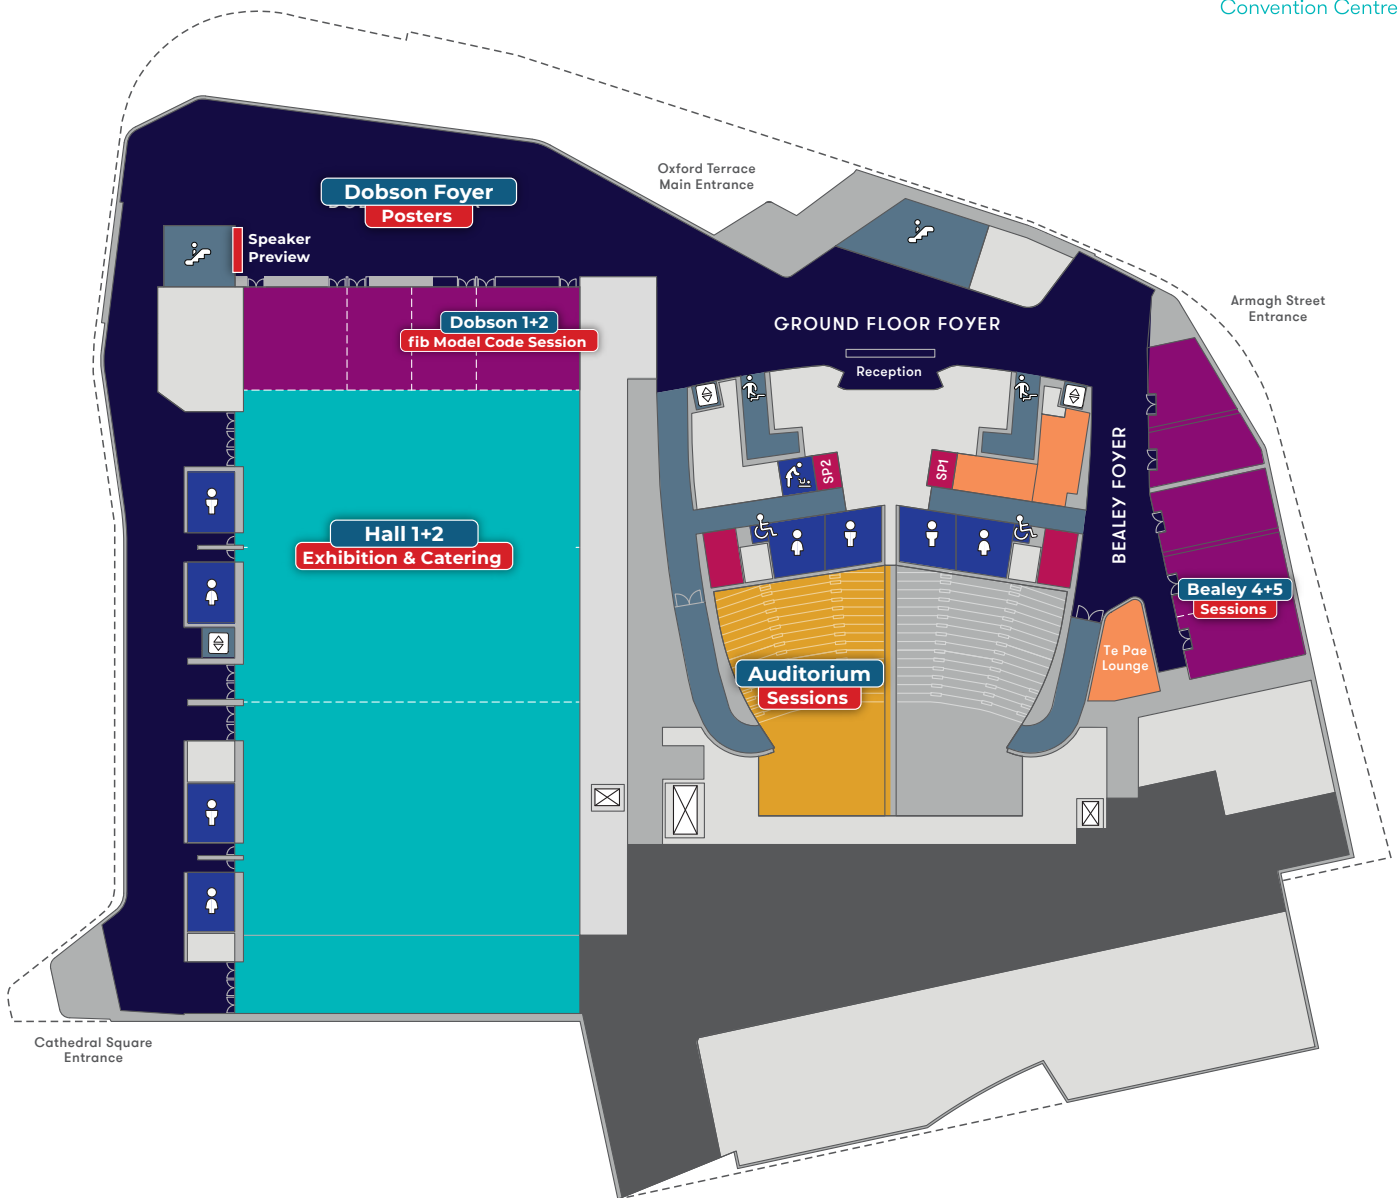 Convention Centre
Oxford Terrace
Main Entrance
Dobson Foyer
Posters
Speaker
Preview
Armagh Street
Entrance
Dobson 1+2
fib Model Code Session
GROUND FLOOR FOYER
Reception
SP2
SP1
BEALEY FOYER
Hall 1+2
Exhibition & Catering
Bealey 4+5
Sessions
Te Pae
Lounge
Auditorium
Sessions
Cathedral Square
Entrance